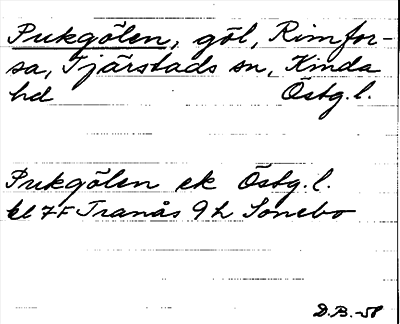 Pukgölen, göl, Rimfor-
sa, Tjärstads sn, Kinda
hd Östg.l.
Pukgölen ek Östg.l.
bl 7F Tranås 9 h Sonebo
D.B.-58